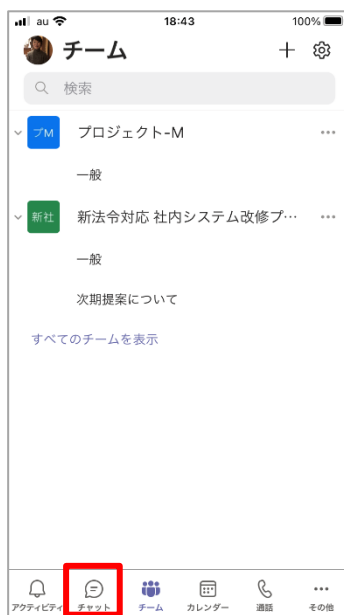 au 18:43 100%
チーム
検索
プM プロジェクト-M
一般
新社 新法令対応 社内システム改修プ…
一般
次期提案について
すべてのチームを表示
アクティビティ チャット チーム カレンダー 通話 その他